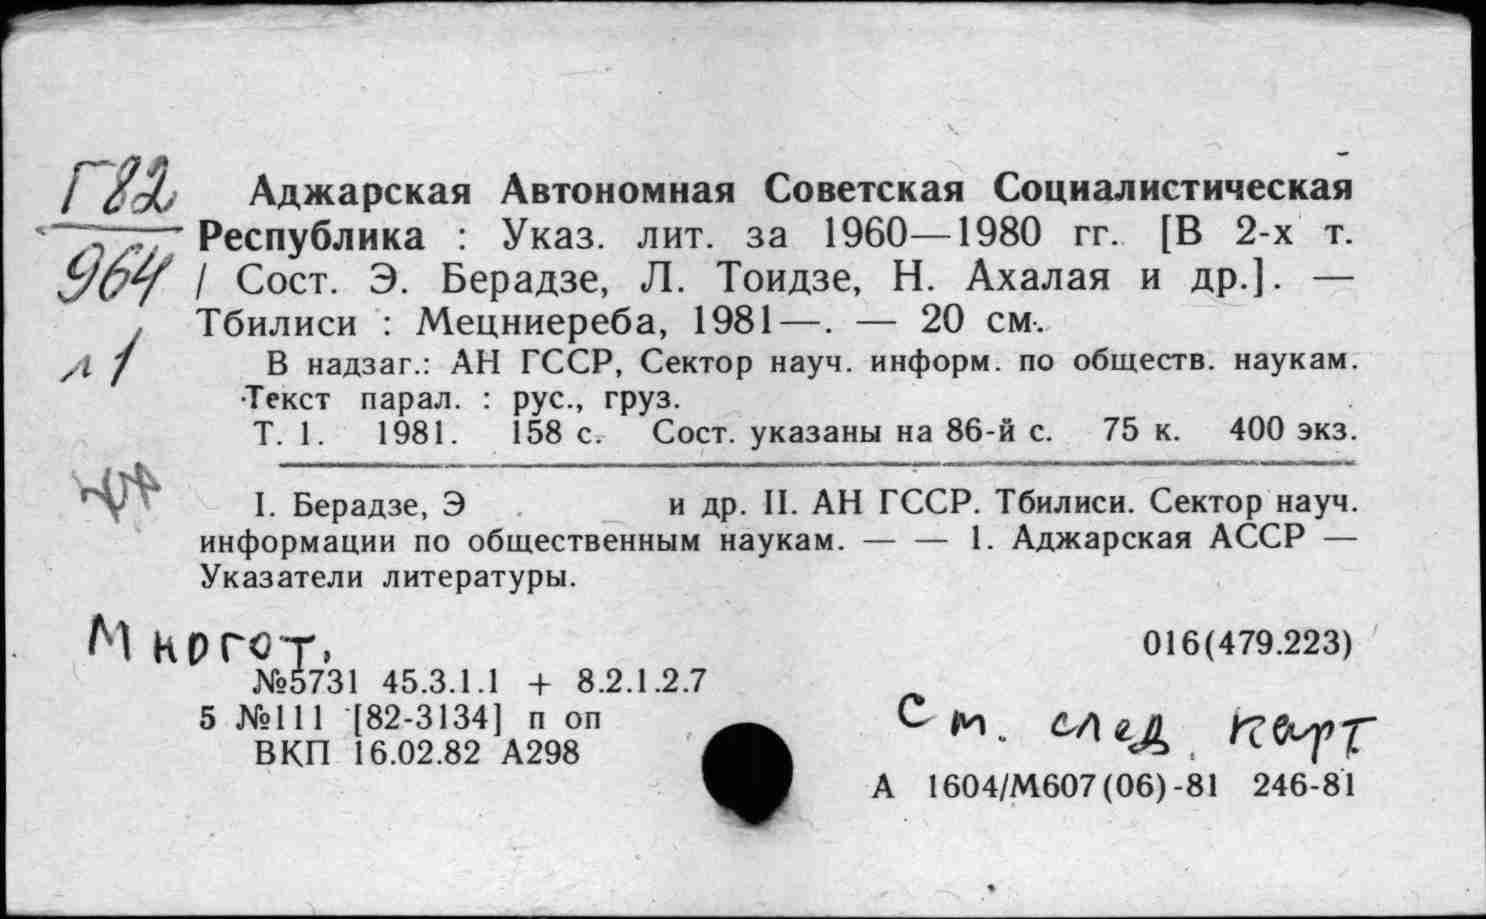 Г82
964
л 1
Аджарская Автономная Советская Социалистическая
Республика : Указ. лит. за 1960—1980 гг. [В 2-х т.
/ Сост. Э. Берадзе, Л. Тоидзе, Н. Ахалая и др.]. —
Тбилиси : Мецниереба, 1981—. — 20 см.
В надзаг.: АН ГССР, Сектор науч. информ. по обществ. наукам.
Текст парал. : рус., груз.
Т. 1. 1981. 158 с. Сост. указаны на 86-й с. 75 к. 400 экз.
I. Берадзе, Э и др. II. АН ГССР. Тбилиси. Сектор науч.
информации по общественным наукам. — — 1. Аджарская АССР —
Указатели литературы.
Многот.
016(479.223)
№5731 45.3.1.1 + 8.2.1.2.7
5 №111 [82-3134] п оп
См. след карт
ВКП 16.02.82 А298
А 1604/М607(06)-81 246-81